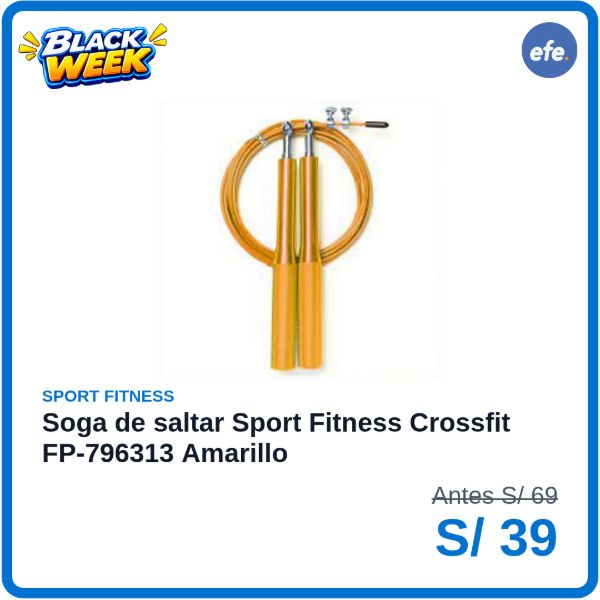 BLACK
WEEK
efe.
SPORT FITNESS
Soga de saltar Sport Fitness Crossfit
FP-796313 Amarillo
Antes S/ 69
S/ 39